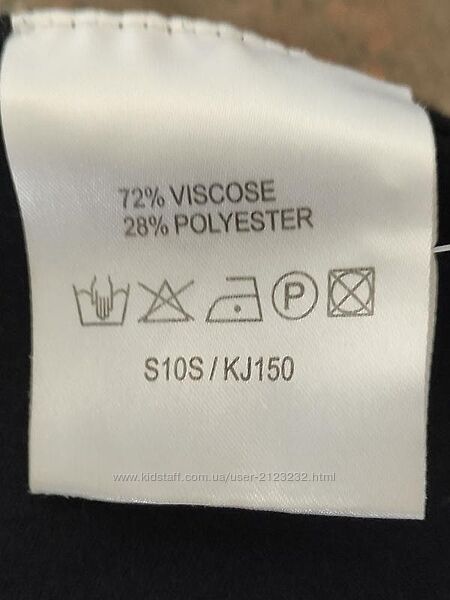 72% VISCOSE
28% POLYESTER
P
S10S / KJ150
www.kidstaff.com.ua/user-2123232.html